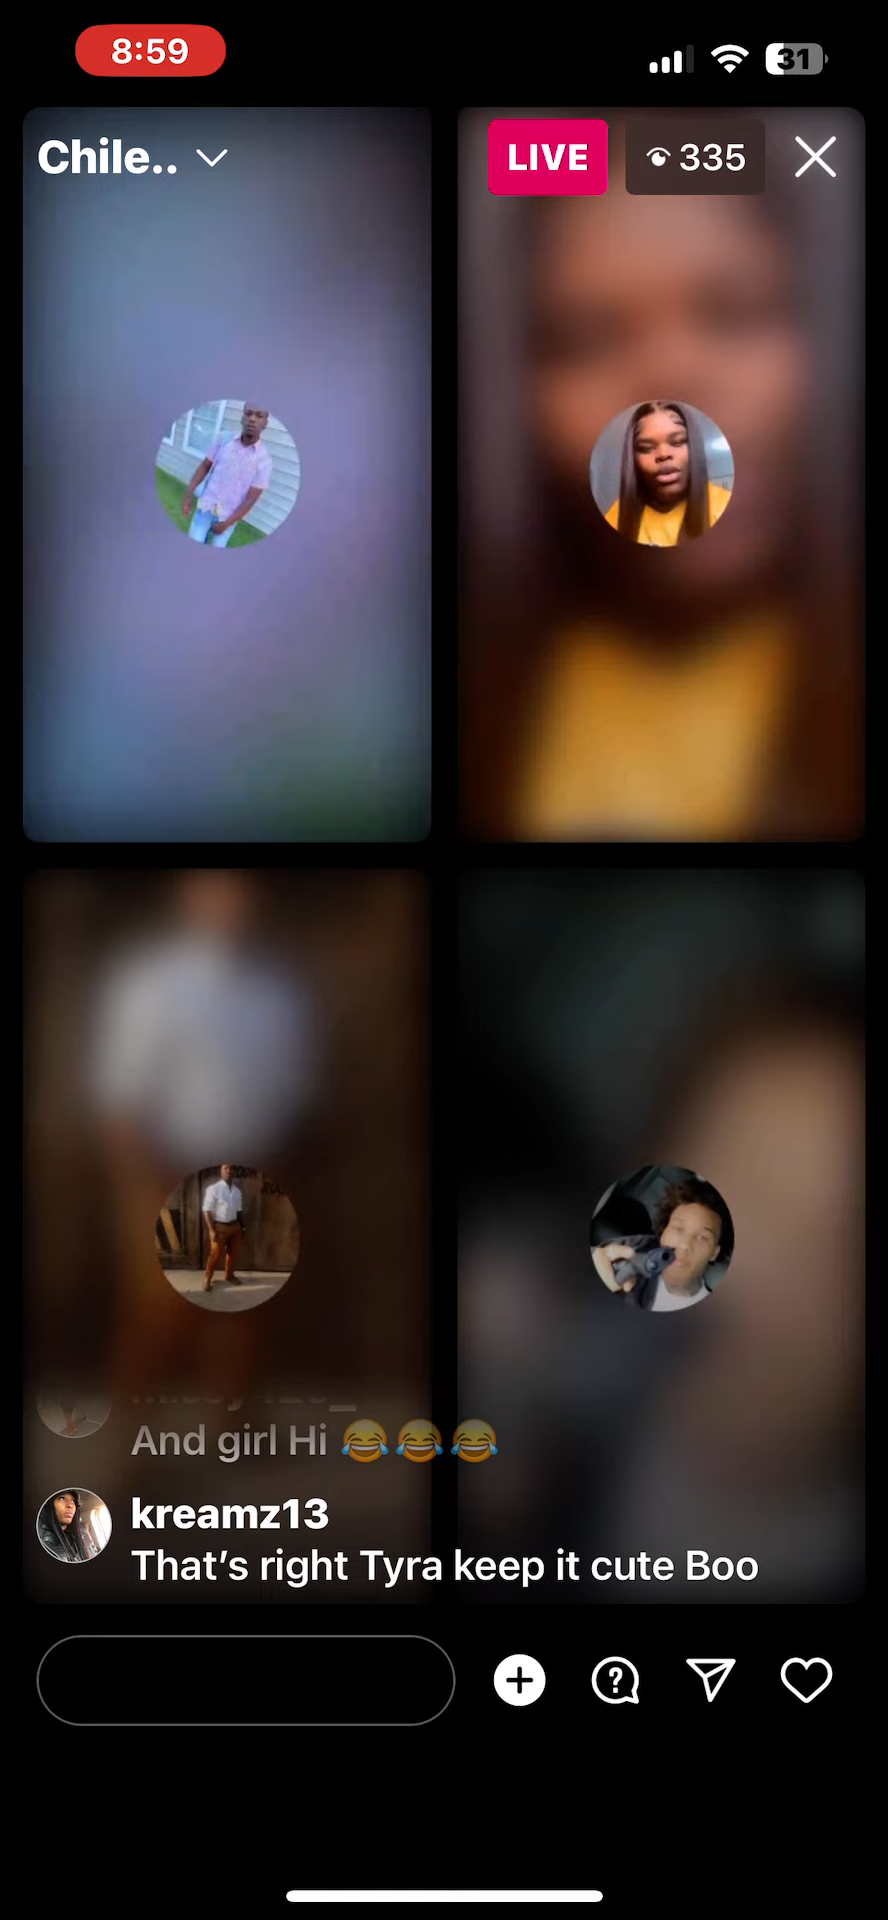 8:59
31
Chile..
LIVE
335
And girl Hi 😂😂😂
kreamz13
That's right Tyra keep it cute Boo